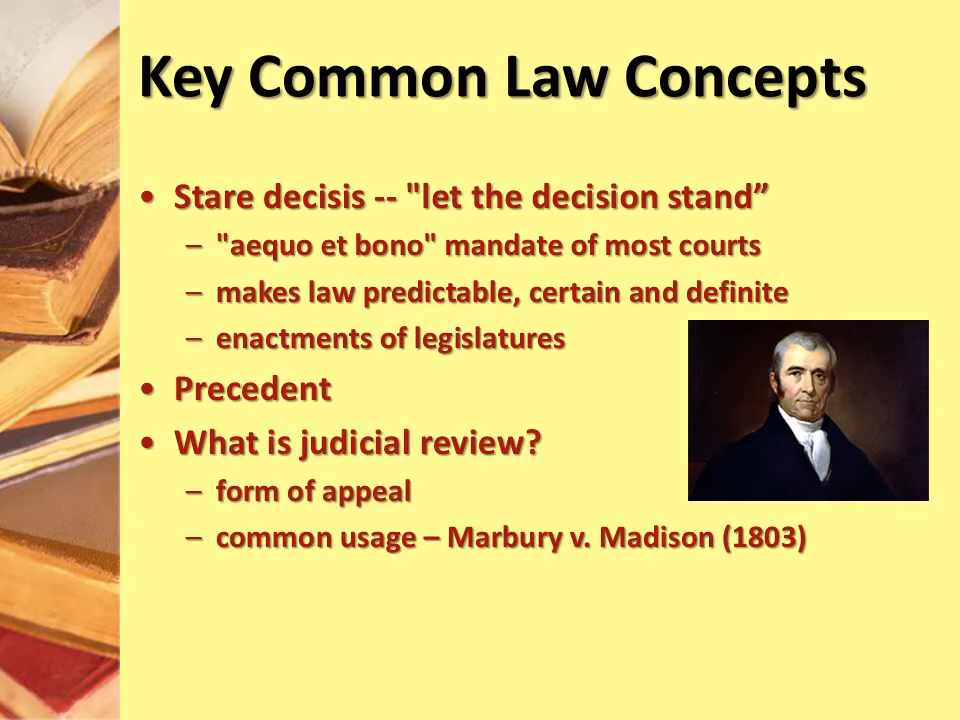 Key Common Law Concepts
• Stare decisis -- "let the decision stand”
– "aequo et bono" mandate of most courts
– makes law predictable, certain and definite
– enactments of legislatures
• Precedent
• What is judicial review?
– form of appeal
– common usage – Marbury v. Madison (1803)